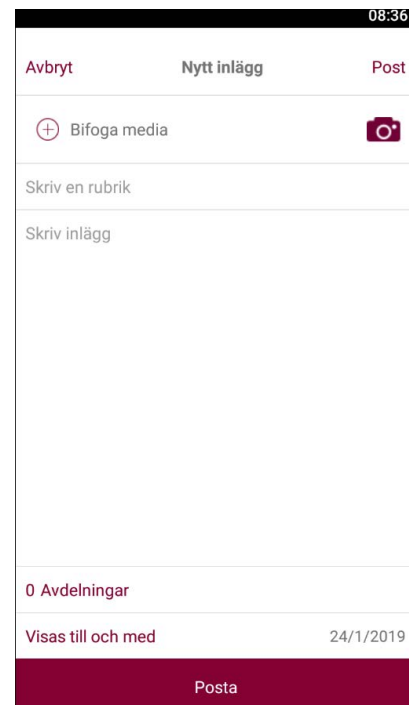 08:36
Avbryt Nytt inlägg Post
Bifoga media
Skriv en rubrik
Skriv inlägg
0 Avdelningar
Visas till och med 24/1/2019
Posta